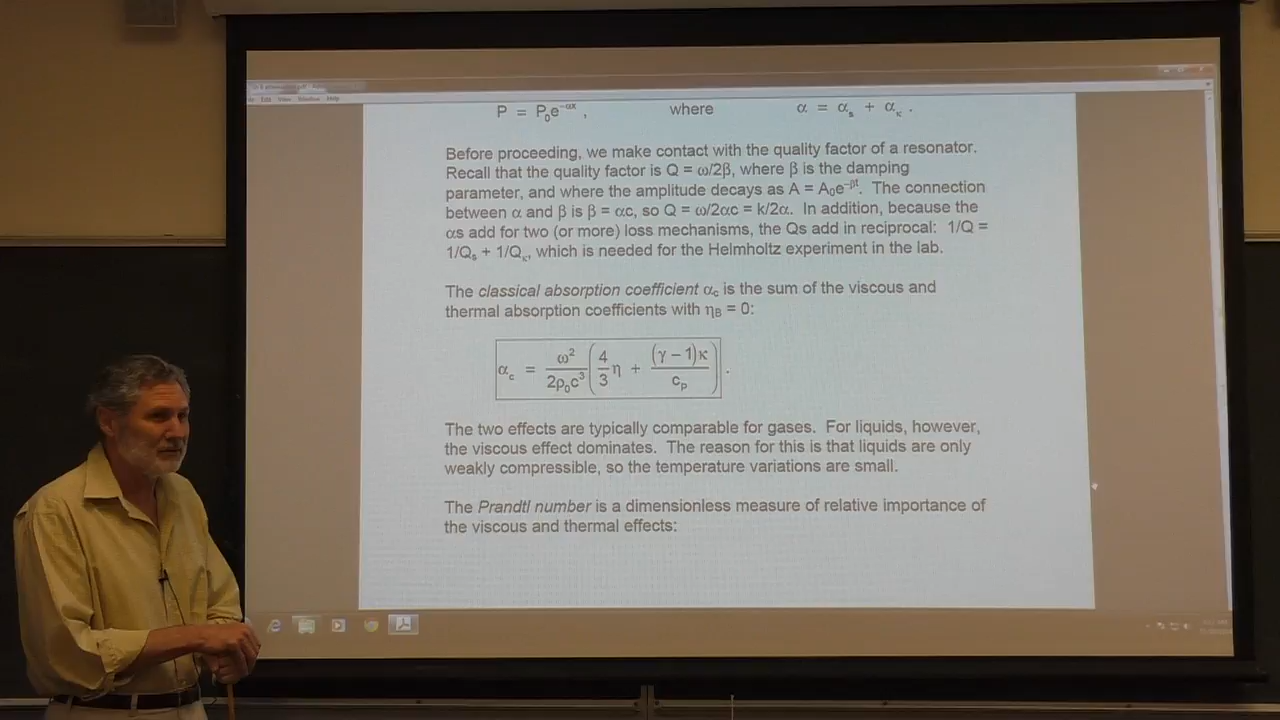 Edit View Window Help
P = P₀e⁻ᵅˣ, where α = αₛ + α_κ .
Before proceeding, we make contact with the quality factor of a resonator.
Recall that the quality factor is Q = ω/2β, where β is the damping
parameter, and where the amplitude decays as A = A₀e⁻ᵝᵗ. The connection
between α and β is β = αc, so Q = ω/2αc = k/2α. In addition, because the
αs add for two (or more) loss mechanisms, the Qs add in reciprocal: 1/Q =
1/Qₛ + 1/Q_κ, which is needed for the Helmholtz experiment in the lab.
The classical absorption coefficient α_c is the sum of the viscous and
thermal absorption coefficients with η_B = 0:
α_c = ω²/2ρ₀c³ (4/3 η + (γ − 1)κ/c_p) .
The two effects are typically comparable for gases. For liquids, however,
the viscous effect dominates. The reason for this is that liquids are only
weakly compressible, so the temperature variations are small.
The Prandtl number is a dimensionless measure of relative importance of
the viscous and thermal effects: